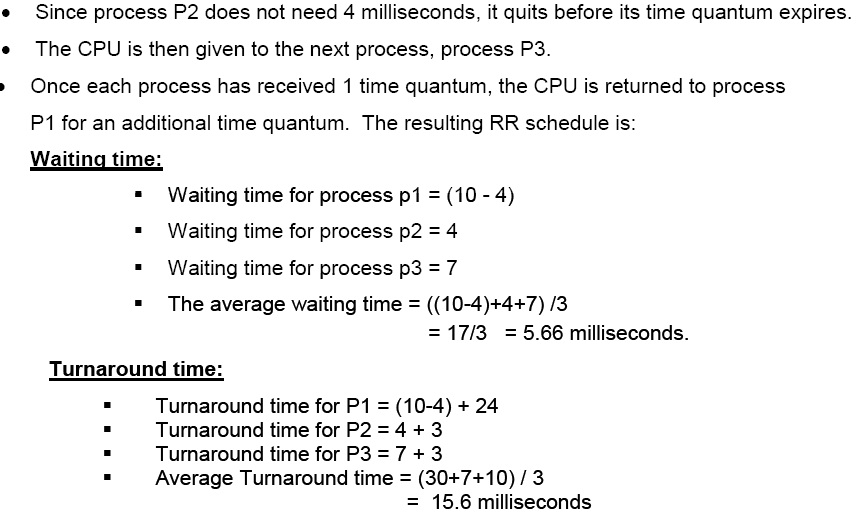 • Since process P2 does not need 4 milliseconds, it quits before its time quantum expires.
• The CPU is then given to the next process, process P3.
• Once each process has received 1 time quantum, the CPU is returned to process
P1 for an additional time quantum. The resulting RR schedule is:
Waiting time:
▪ Waiting time for process p1 = (10 - 4)
▪ Waiting time for process p2 = 4
▪ Waiting time for process p3 = 7
▪ The average waiting time = ((10-4)+4+7) /3
= 17/3 = 5.66 milliseconds.
Turnaround time:
▪ Turnaround time for P1 = (10-4) + 24
▪ Turnaround time for P2 = 4 + 3
▪ Turnaround time for P3 = 7 + 3
▪ Average Turnaround time = (30+7+10) / 3
= 15.6 milliseconds